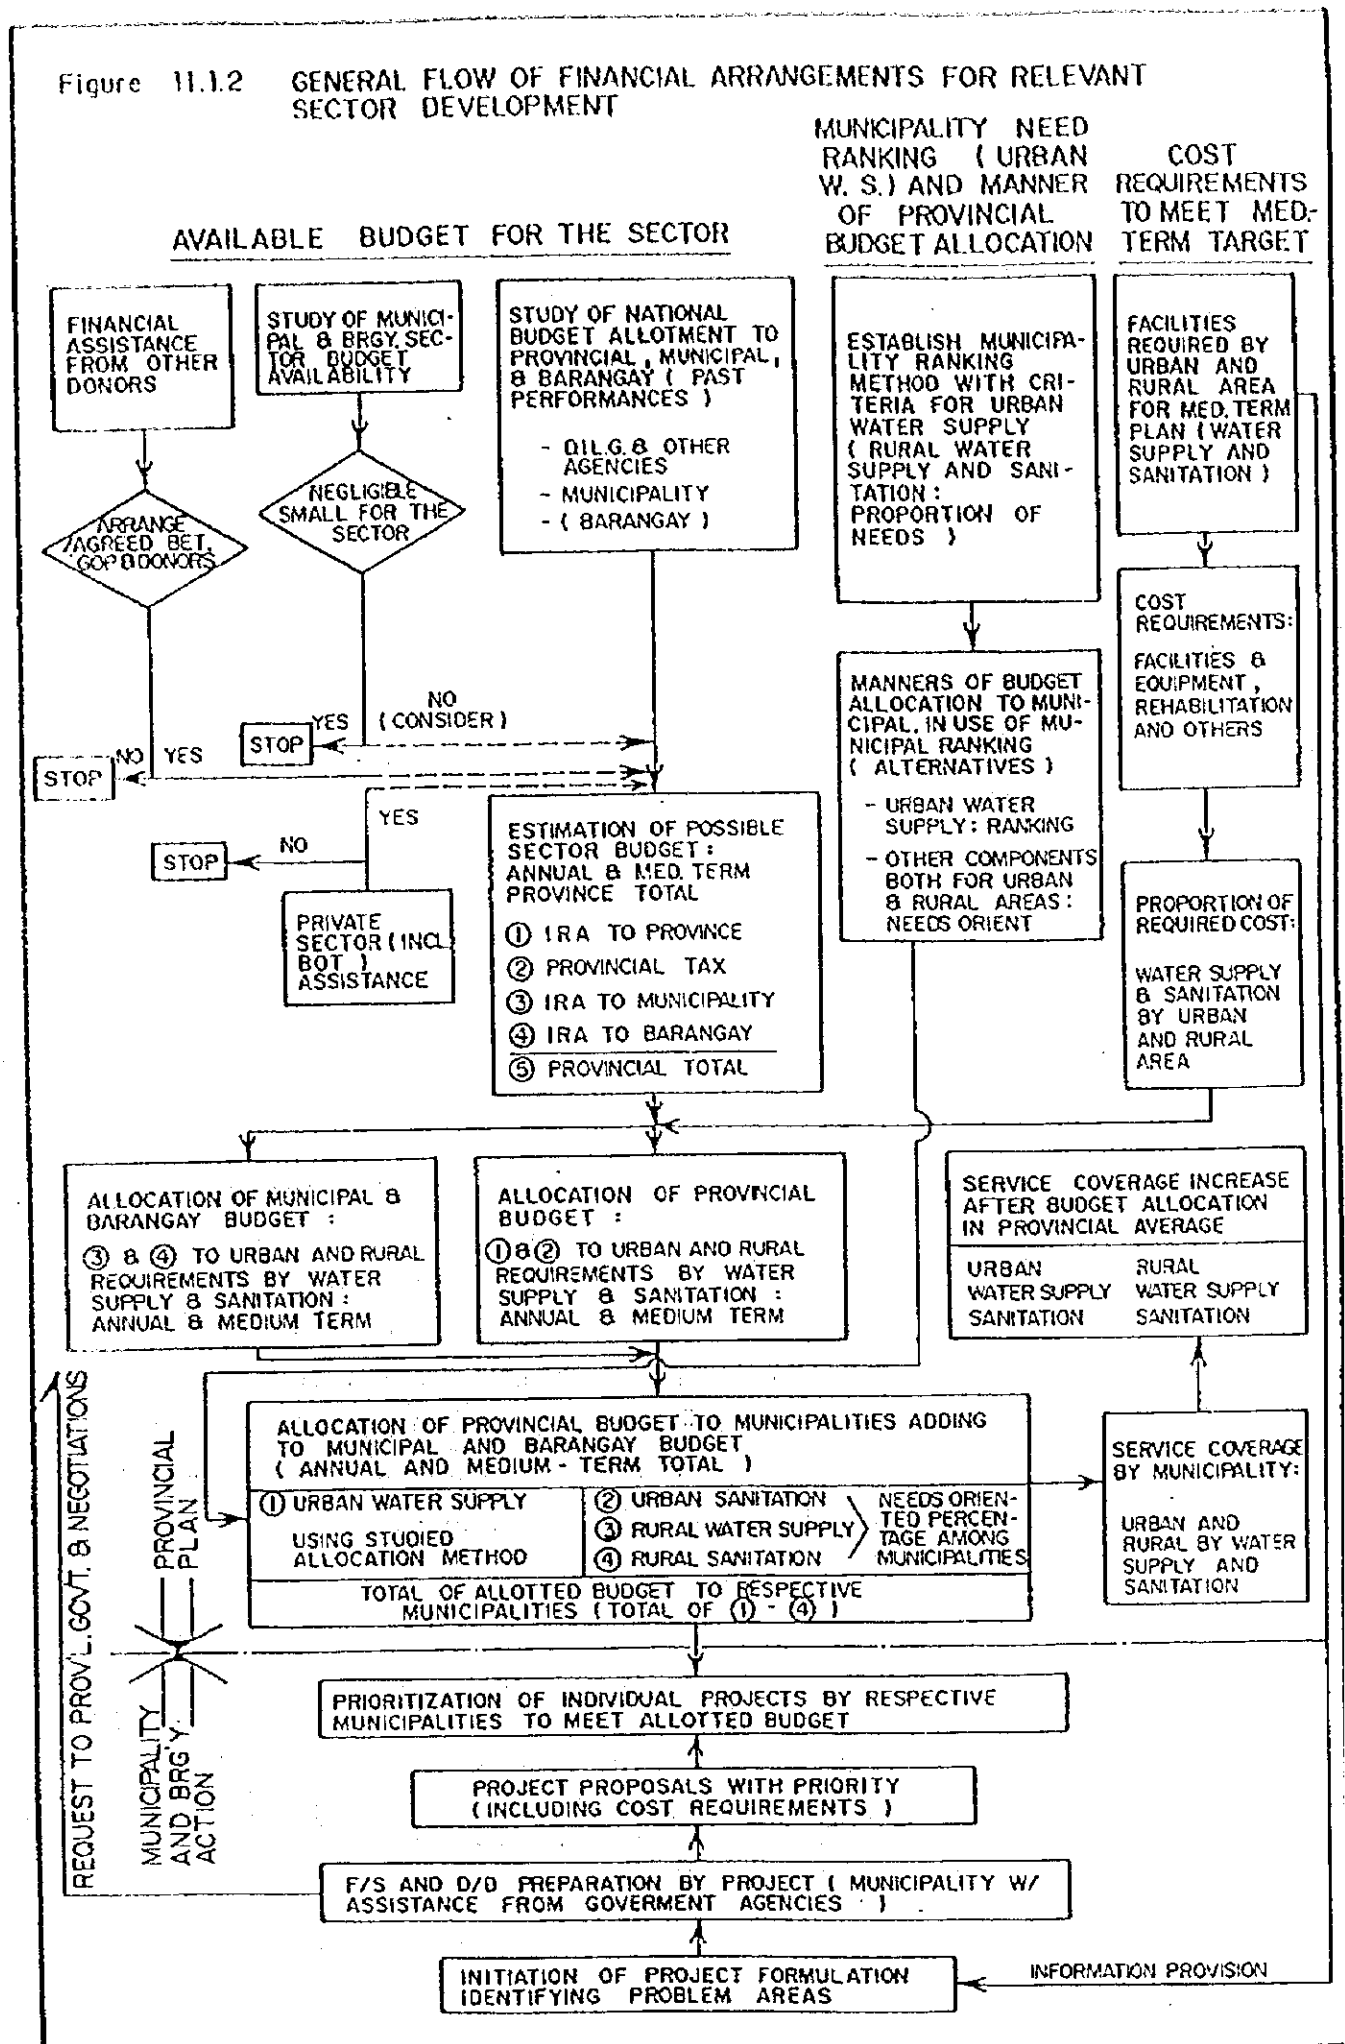 Figure 11.1.2 GENERAL FLOW OF FINANCIAL ARRANGEMENTS FOR RELEVANT
SECTOR DEVELOPMENT
AVAILABLE BUDGET FOR THE SECTOR
MUNICIPALITY NEED
RANKING (URBAN
W. S.) AND MANNER
OF PROVINCIAL
BUDGET ALLOCATION
COST
REQUIREMENTS
TO MEET MED.-
TERM TARGET
FINANCIAL
ASSISTANCE
FROM OTHER
DONORS
STUDY OF MUNICI-
PAL & BRGY. SEC-
TOR BUDGET
AVAILABILITY
STUDY OF NATIONAL
BUDGET ALLOTMENT TO
PROVINCIAL, MUNICIPAL,
& BARANGAY ( PAST
PERFORMANCES )
- DILG. & OTHER
AGENCIES
- MUNICIPALITY
- ( BARANGAY )
ESTABLISH MUNICIPA-
LITY RANKING
METHOD WITH CRI-
TERIA FOR URBAN
WATER SUPPLY
( RURAL WATER
SUPPLY AND SANI-
TATION :
PROPORTION OF
NEEDS )
FACILITIES
REQUIRED BY
URBAN AND
RURAL AREA
FOR MED. TERM
PLAN (WATER
SUPPLY AND
SANITATION )
ARRANGE
/AGREED BET.
GOP & DONORS
NEGLIGIBLE
SMALL FOR THE
SECTOR
COST
REQUIREMENTS:
FACILITIES &
EQUIPMENT,
REHABILITATION
AND OTHERS
MANNERS OF BUDGET
ALLOCATION TO MUNI-
CIPAL. IN USE OF MU-
NICIPAL RANKING
( ALTERNATIVES )
- URBAN WATER
SUPPLY: RANKING
- OTHER COMPONENTS
BOTH FOR URBAN
& RURAL AREAS :
NEEDS ORIENT
STOP
YES
NO
( CONSIDER )
STOP
NO
YES
STOP
NO
YES
PRIVATE
SECTOR (INCL
BOT )
ASSISTANCE
ESTIMATION OF POSSIBLE
SECTOR BUDGET :
ANNUAL & MED. TERM
PROVINCE TOTAL
① IRA TO PROVINCE
② PROVINCIAL TAX
③ IRA TO MUNICIPALITY
④ IRA TO BARANGAY
⑤ PROVINCIAL TOTAL
PROPORTION OF
REQUIRED COST:
WATER SUPPLY
& SANITATION
BY URBAN
AND RURAL
AREA
ALLOCATION OF MUNICIPAL &
BARANGAY BUDGET :
③ & ④ TO URBAN AND RURAL
REQUIREMENTS BY WATER
SUPPLY & SANITATION :
ANNUAL & MEDIUM TERM
ALLOCATION OF PROVINCIAL
BUDGET :
①&② TO URBAN AND RURAL
REQUIREMENTS BY WATER
SUPPLY & SANITATION :
ANNUAL & MEDIUM TERM
SERVICE COVERAGE INCREASE
AFTER BUDGET ALLOCATION
IN PROVINCIAL AVERAGE
URBAN RURAL
WATER SUPPLY WATER SUPPLY
SANITATION SANITATION
ALLOCATION OF PROVINCIAL BUDGET TO MUNICIPALITIES ADDING
TO MUNICIPAL AND BARANGAY BUDGET
( ANNUAL AND MEDIUM - TERM TOTAL )
① URBAN WATER SUPPLY
USING STUDIED
ALLOCATION METHOD
② URBAN SANITATION
③ RURAL WATER SUPPLY
④ RURAL SANITATION
NEEDS ORIEN-
TED PERCEN-
TAGE AMONG
MUNICIPALITIES
TOTAL OF ALLOTTED BUDGET TO RESPECTIVE
MUNICIPALITIES ( TOTAL OF ① - ④ )
SERVICE COVERAGE
BY MUNICIPALITY:
URBAN AND
RURAL BY WATER
SUPPLY AND
SANITATION
REQUEST TO PROV'L. GOVT. & NEGOTIATIONS
PROVINCIAL
PLAN
MUNICIPALITY
AND BRG'Y
ACTION
PRIORITIZATION OF INDIVIDUAL PROJECTS BY RESPECTIVE
MUNICIPALITIES TO MEET ALLOTTED BUDGET
PROJECT PROPOSALS WITH PRIORITY
( INCLUDING COST REQUIREMENTS )
F/S AND D/D PREPARATION BY PROJECT ( MUNICIPALITY W/
ASSISTANCE FROM GOVERMENT AGENCIES )
INITIATION OF PROJECT FORMULATION
IDENTIFYING PROBLEM AREAS
INFORMATION PROVISION